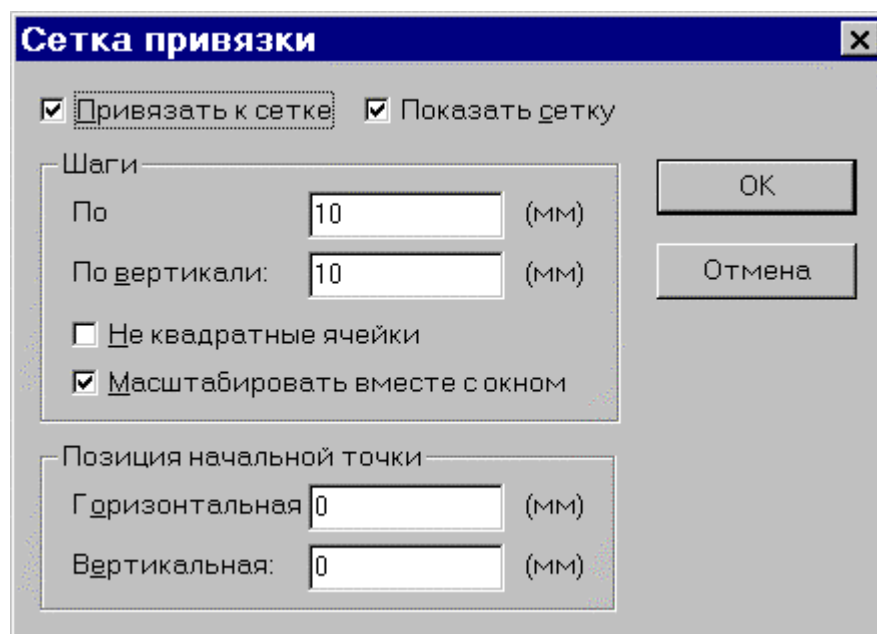 Сетка привязки
Привязать к сетке Показать сетку
Шаги
По 10 (мм)
По вертикали: 10 (мм)
Не квадратные ячейки
Масштабировать вместе с окном
OK
Отмена
Позиция начальной точки
Горизонтальная 0 (мм)
Вертикальная: 0 (мм)